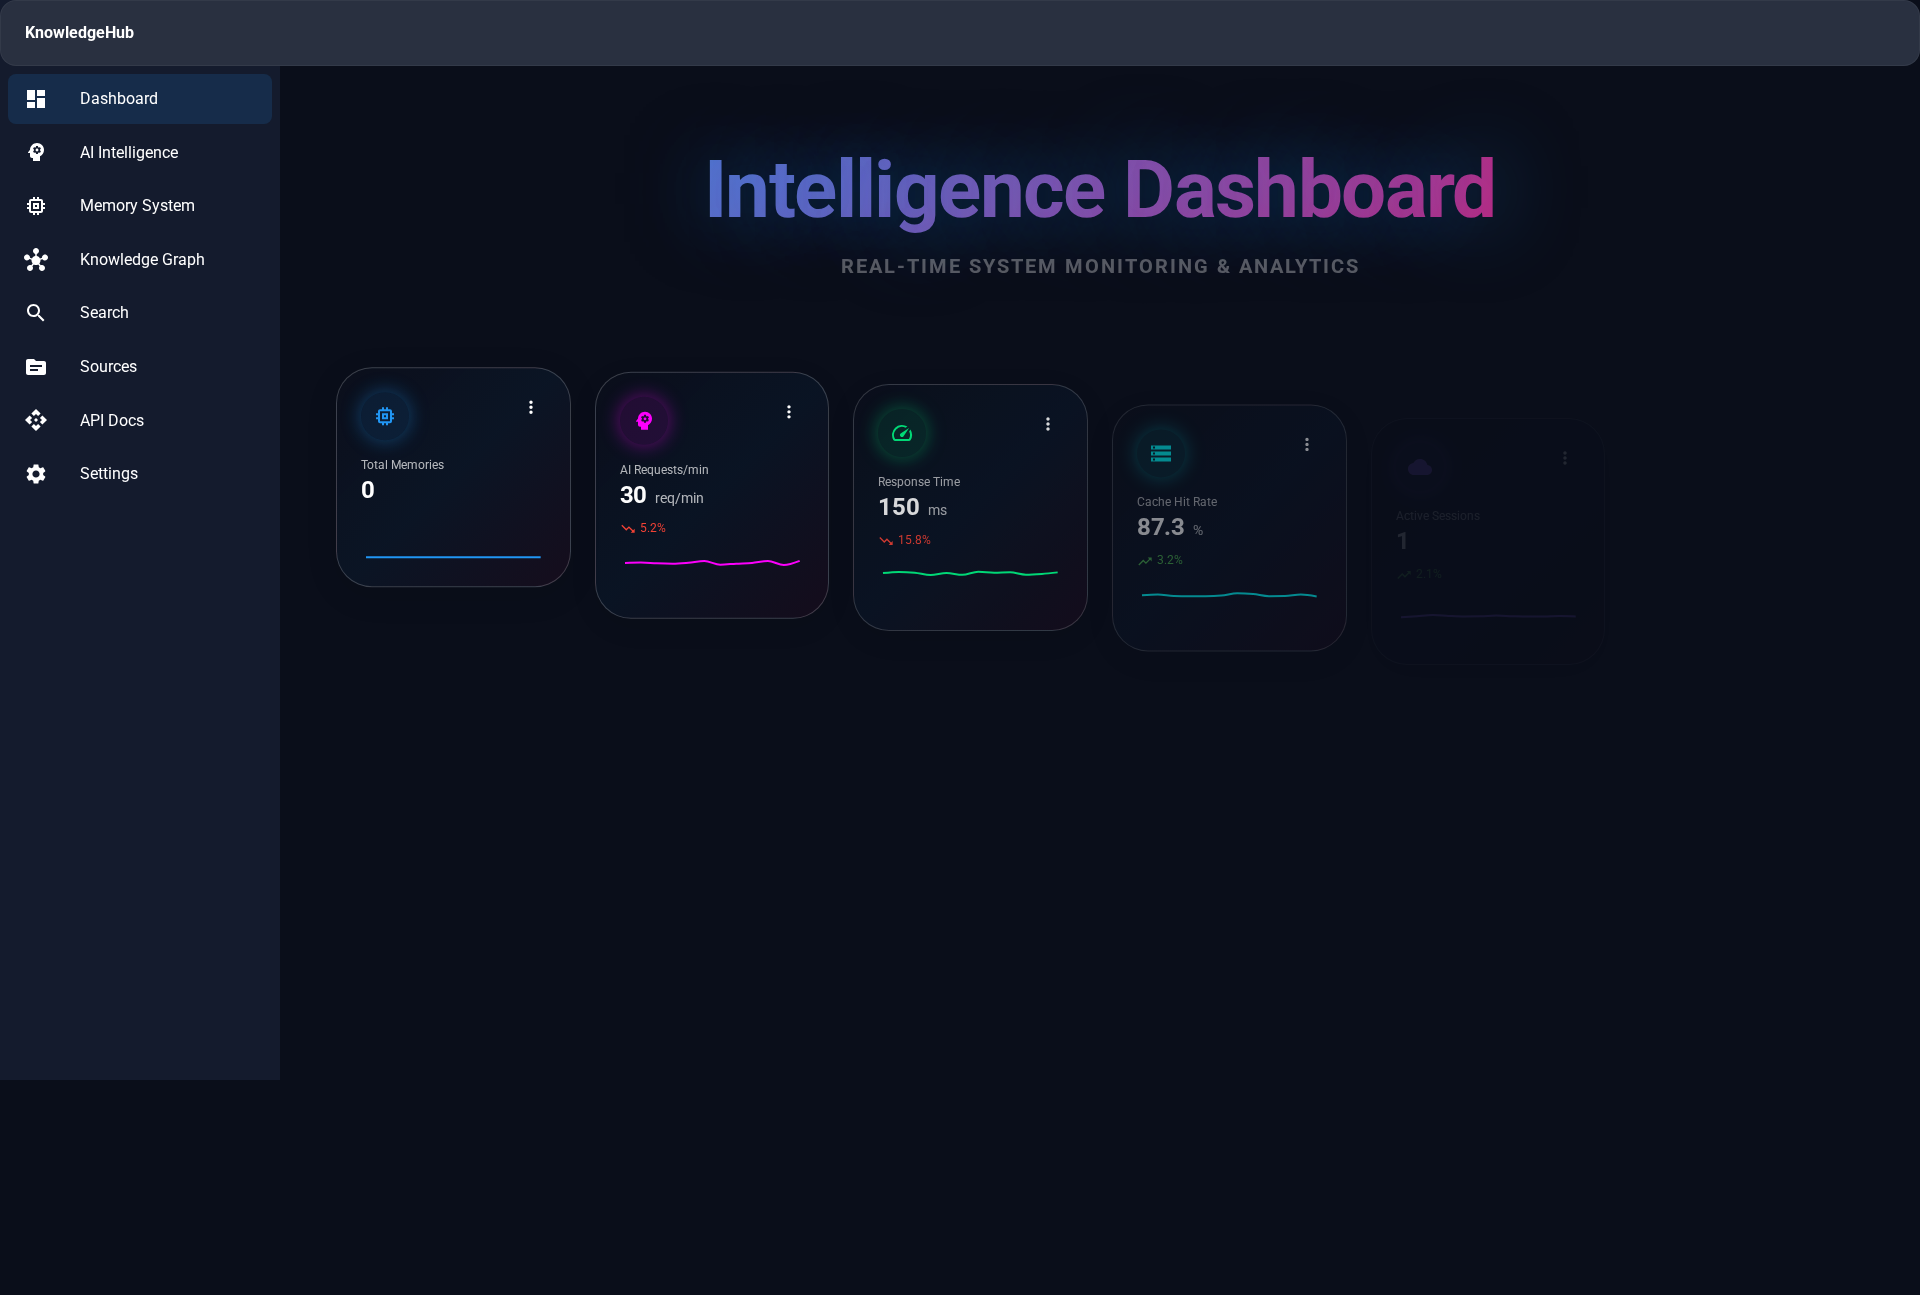 KnowledgeHub
Dashboard
AI Intelligence
Memory System
Knowledge Graph
Search
Sources
API Docs
Settings
Intelligence Dashboard
REAL-TIME SYSTEM MONITORING & ANALYTICS
Total Memories
0
AI Requests/min
30 req/min
5.2%
Response Time
150 ms
15.8%
Cache Hit Rate
87.3 %
3.2%
Active Sessions
1
2.1%